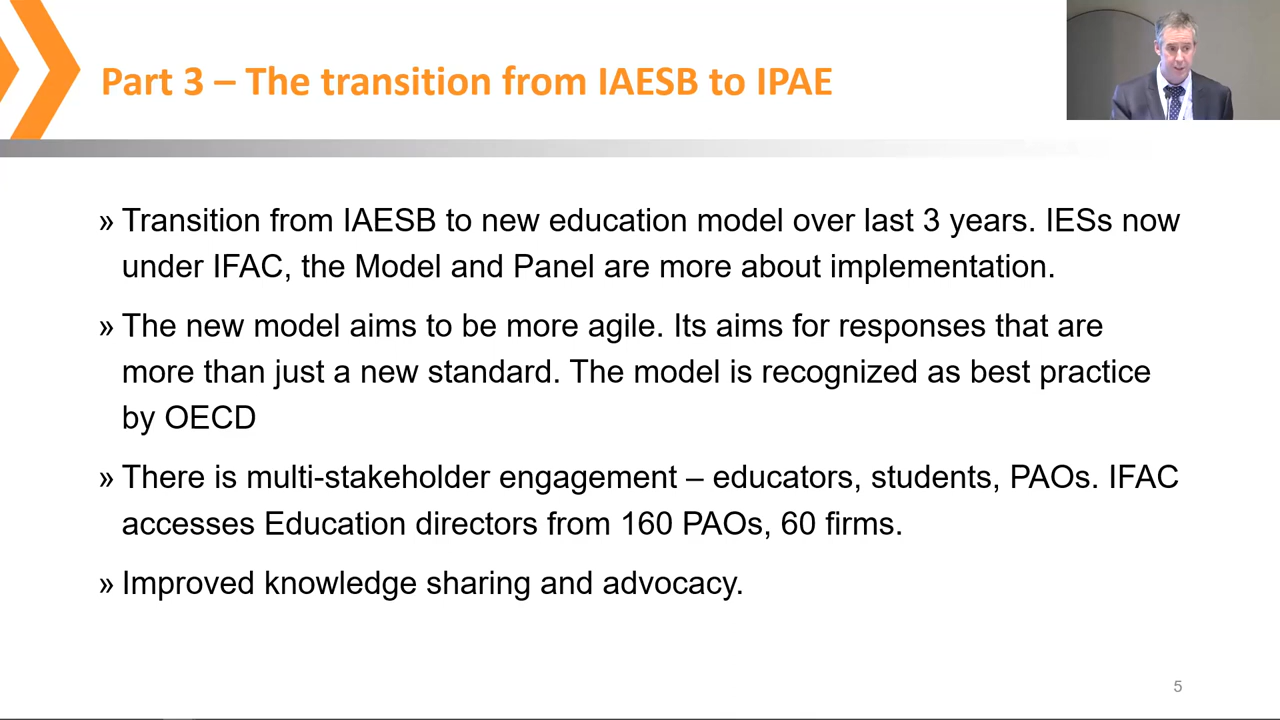 Part 3 – The transition from IAESB to IPAE
» Transition from IAESB to new education model over last 3 years. IESs now
under IFAC, the Model and Panel are more about implementation.
» The new model aims to be more agile. Its aims for responses that are
more than just a new standard. The model is recognized as best practice
by OECD
» There is multi-stakeholder engagement – educators, students, PAOs. IFAC
accesses Education directors from 160 PAOs, 60 firms.
» Improved knowledge sharing and advocacy.
5